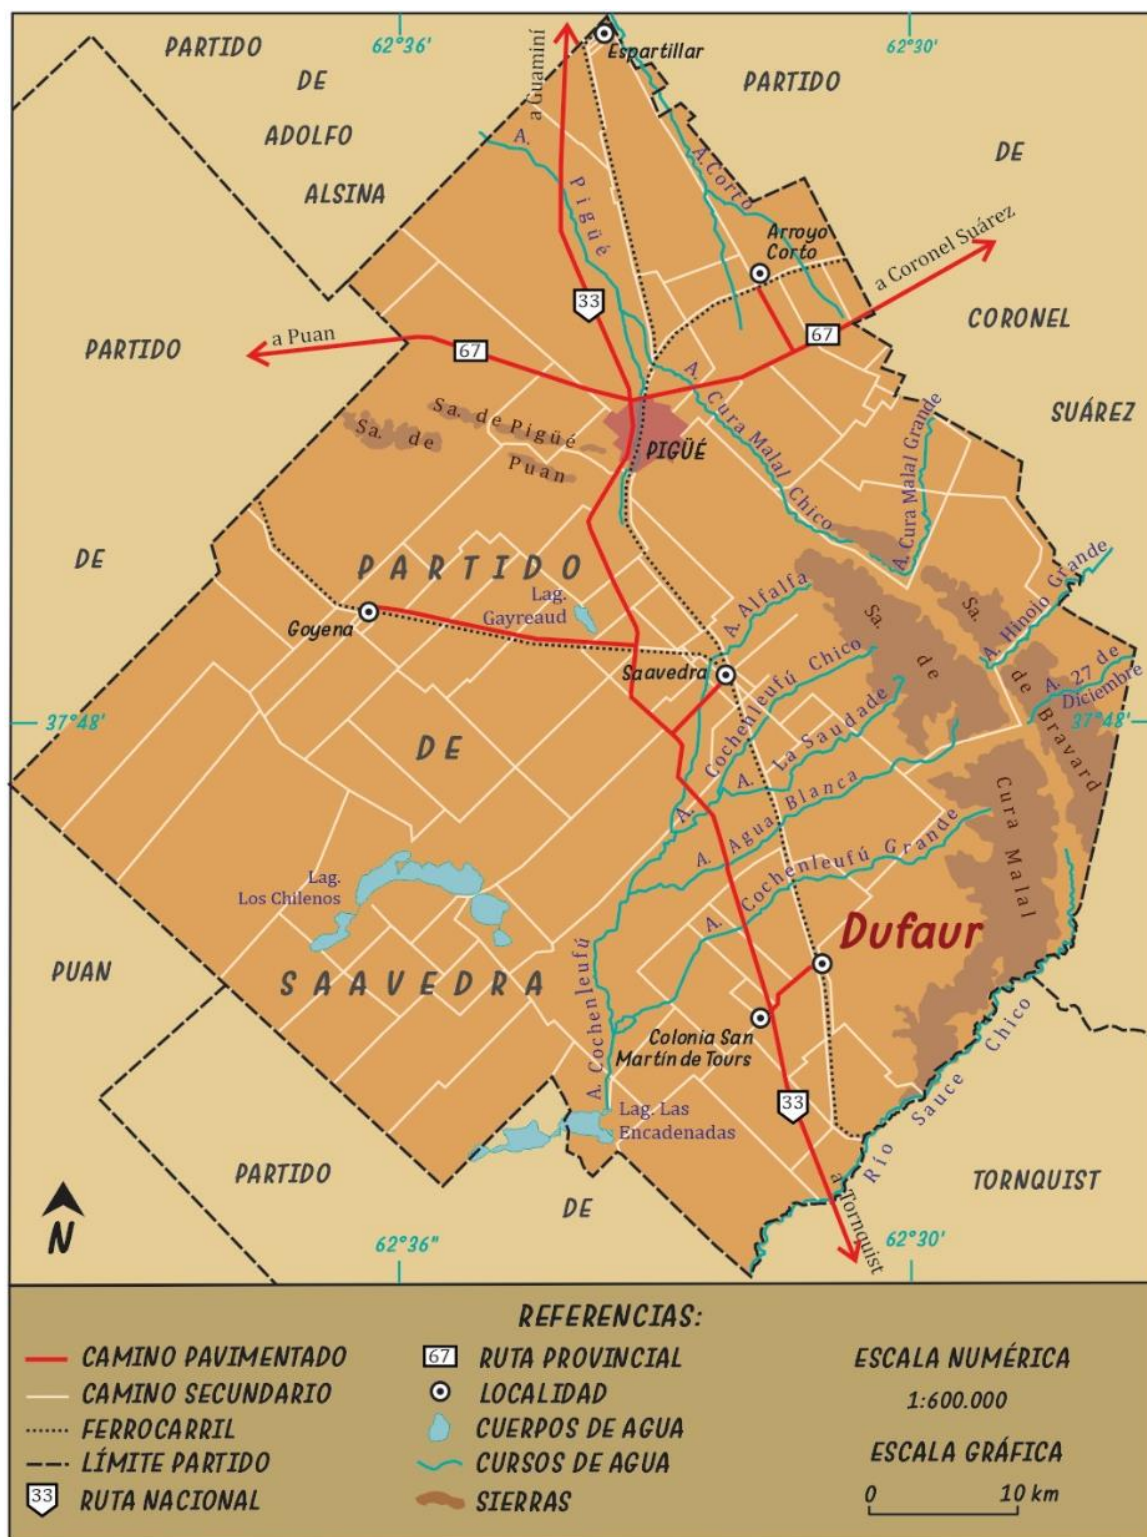 PARTIDO
DE
ADOLFO
ALSINA
62°36'
a Guaminí
Espartillar
62°30'
PARTIDO
DE
CORONEL
SUÁREZ
A. Pigüé
A. Corto
Arroyo
Corto
a Coronel Suárez
33
67
a Puan
67
PARTIDO
DE
PUAN
Sa. de Pigüé
Sa. de Puan
PIGÜÉ
A. Cura Malal Chico
A. Cura Malal Grande
PARTIDO
DE
SAAVEDRA
Lag.
Gayreaud
Goyena
A. Alfalfa
Saavedra
Sa. de Cura Malal
Sa. de Bravard
A. Hinoio Grande
A. 27 de
Diciembre
37°48'
37°48'
A. Cochenleufú Chico
A. La Saudade
A. Agua Blanca
A. Cochenleufú Grande
Lag.
Los Chilenos
Dufaur
A. Cochenleufú
Colonia San
Martín de Tours
Lag. Las
Encadenadas
33
Río Sauce Chico
a Tornquist
PARTIDO
DE
TORNQUIST
N
62°36"
62°30'
REFERENCIAS:
CAMINO PAVIMENTADO
CAMINO SECUNDARIO
FERROCARRIL
LÍMITE PARTIDO
33 RUTA NACIONAL
67 RUTA PROVINCIAL
LOCALIDAD
CUERPOS DE AGUA
CURSOS DE AGUA
SIERRAS
ESCALA NUMÉRICA
1:600.000
ESCALA GRÁFICA
0 10 km